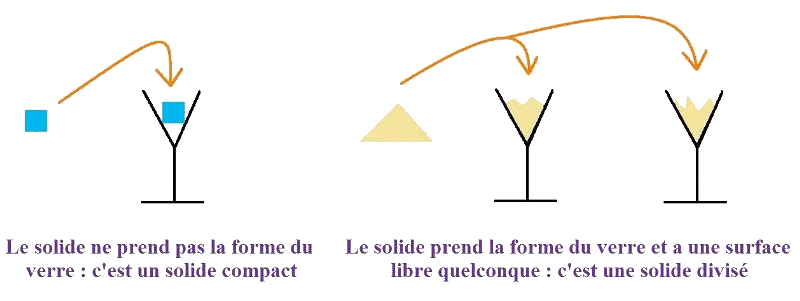 Le solide ne prend pas la forme du
verre : c'est un solide compact
Le solide prend la forme du verre et a une surface
libre quelconque : c'est une solide divisé